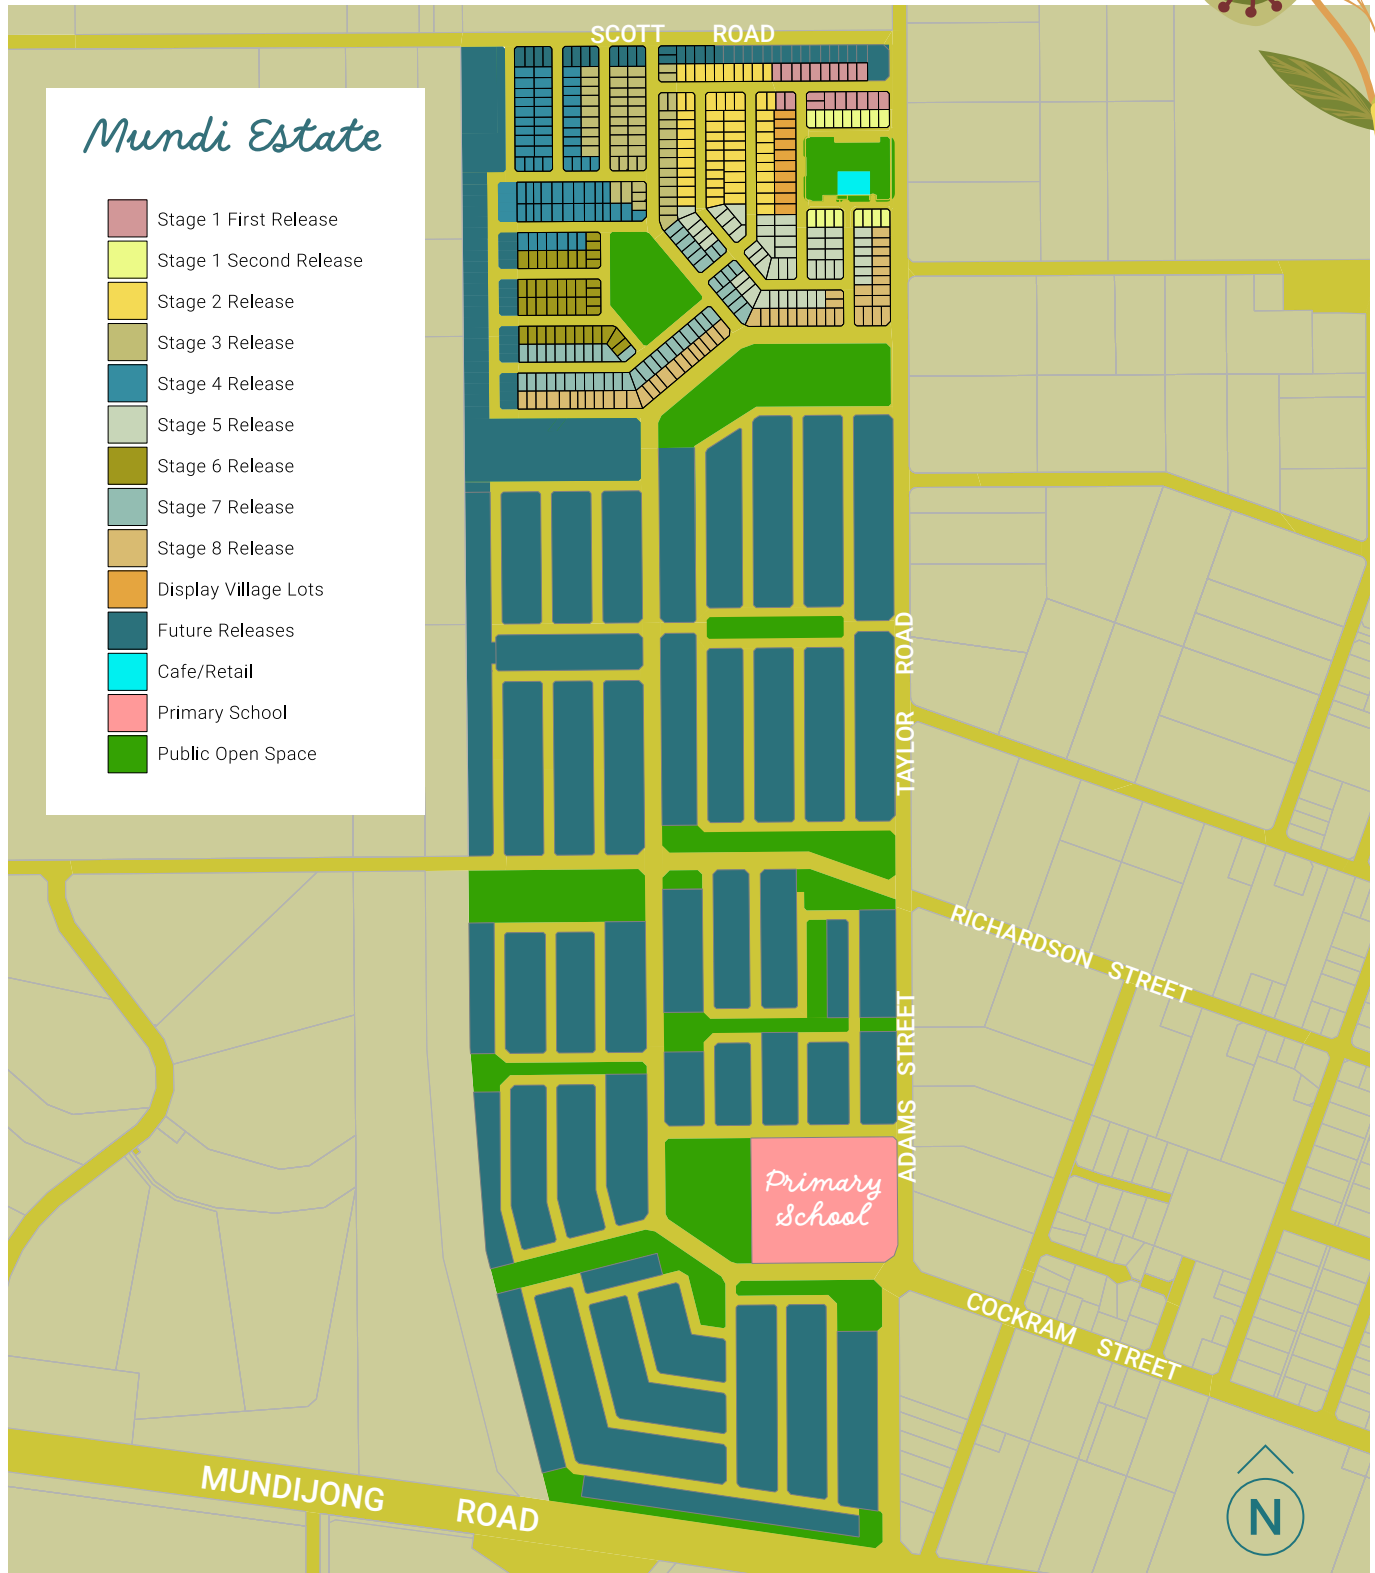 SCOTT ROAD
Mundi Estate
Stage 1 First Release
Stage 1 Second Release
Stage 2 Release
Stage 3 Release
Stage 4 Release
Stage 5 Release
Stage 6 Release
Stage 7 Release
Stage 8 Release
Display Village Lots
Future Releases
Cafe/Retail
Primary School
Public Open Space
TAYLOR ROAD
RICHARDSON STREET
ADAMS STREET
Primary
School
COCKRAM STREET
MUNDIJONG ROAD
N